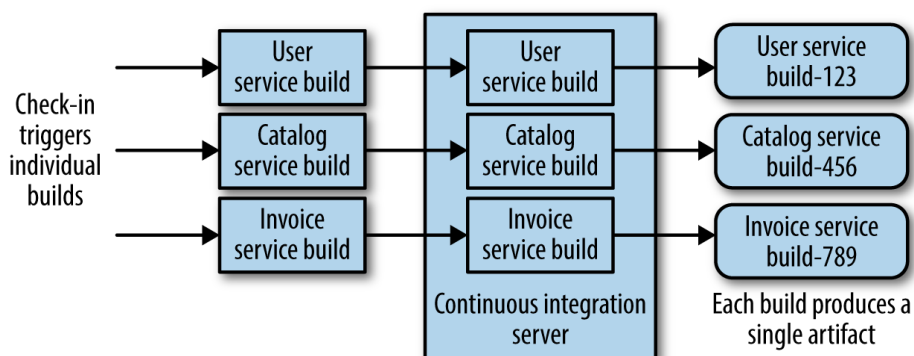 Check-in
triggers
individual
builds
User
service build
Catalog
service build
Invoice
service build
User
service build
Catalog
service build
Invoice
service build
Continuous integration
server
User service
build-123
Catalog service
build-456
Invoice service
build-789
Each build produces a
single artifact